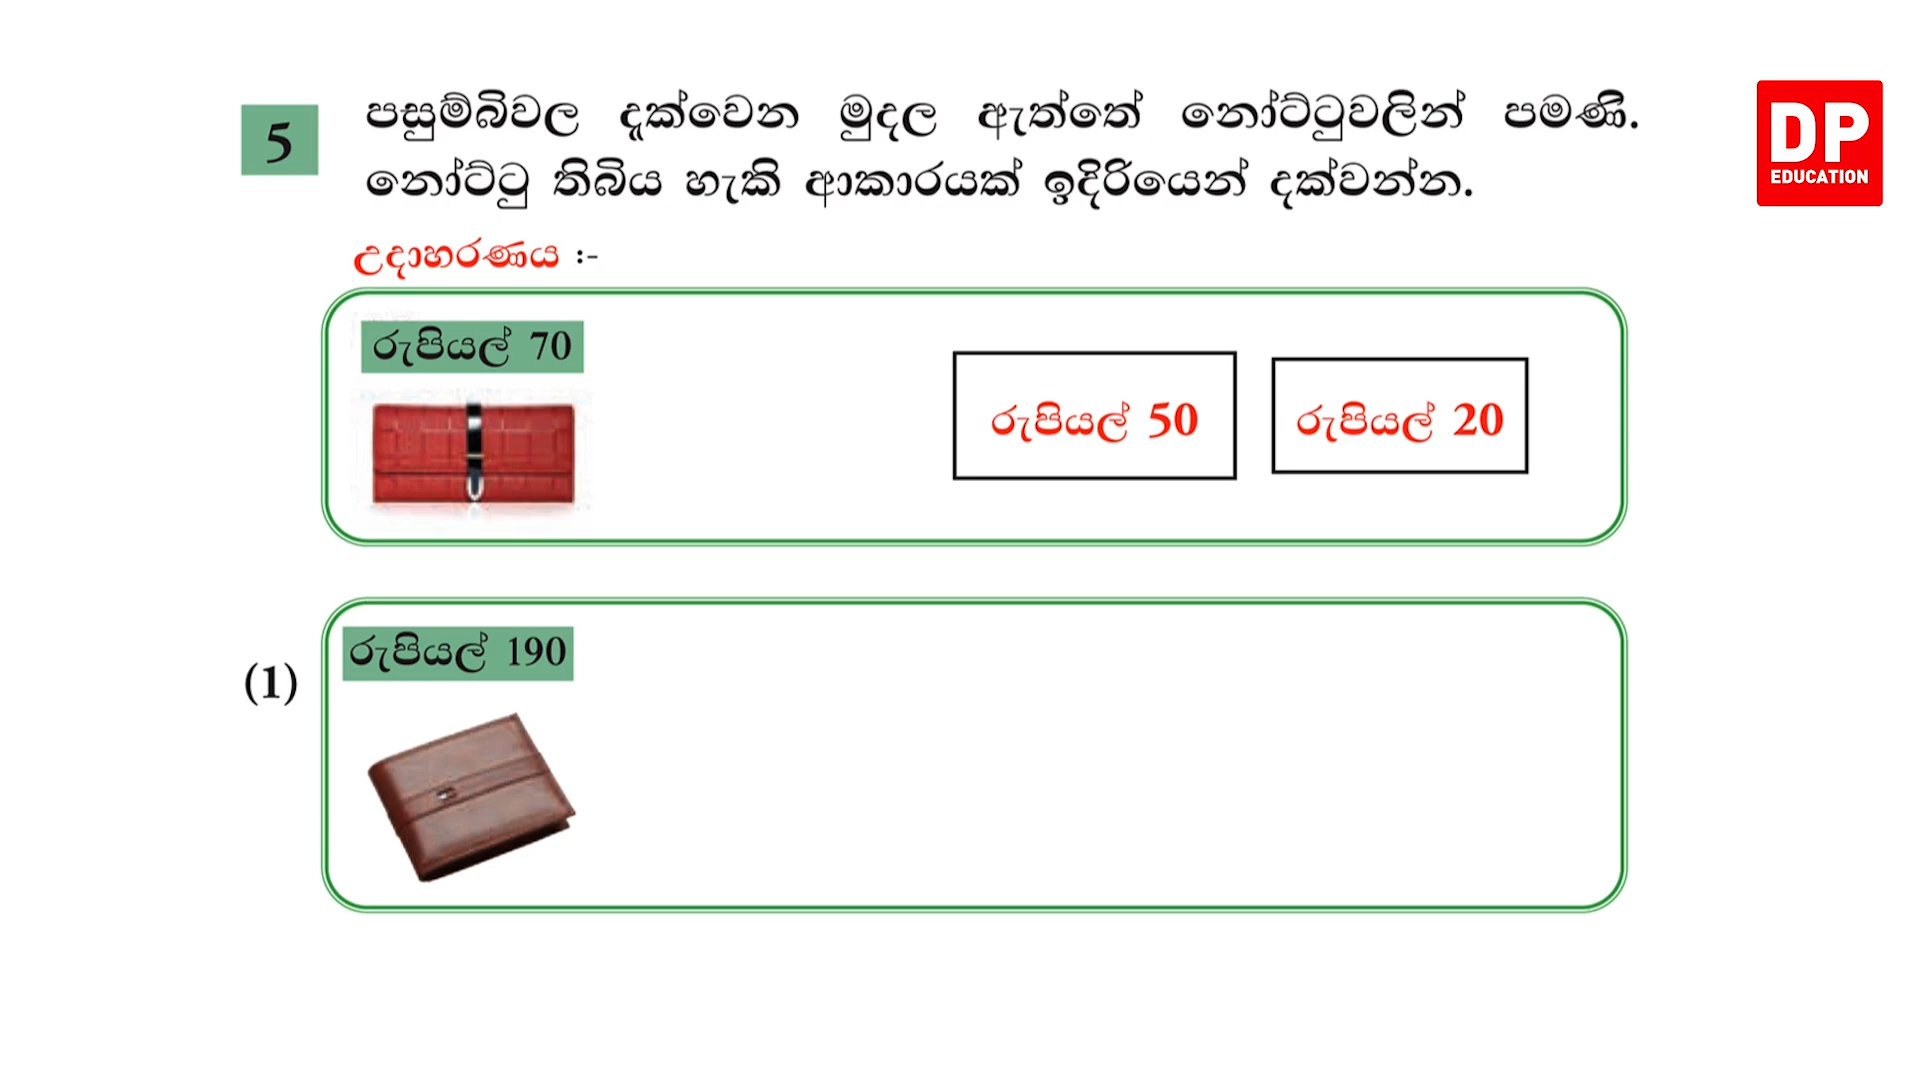 5
පසුම්බිවල දැක්වෙන මුදල ඇත්තේ නෝට්ටුවලින් පමණි.
නෝට්ටු තිබිය හැකි ආකාරයක් ඉදිරියෙන් දක්වන්න.
DP
EDUCATION
උදාහරණය :-
රුපියල් 70
රුපියල් 50
රුපියල් 20
(1)
රුපියල් 190